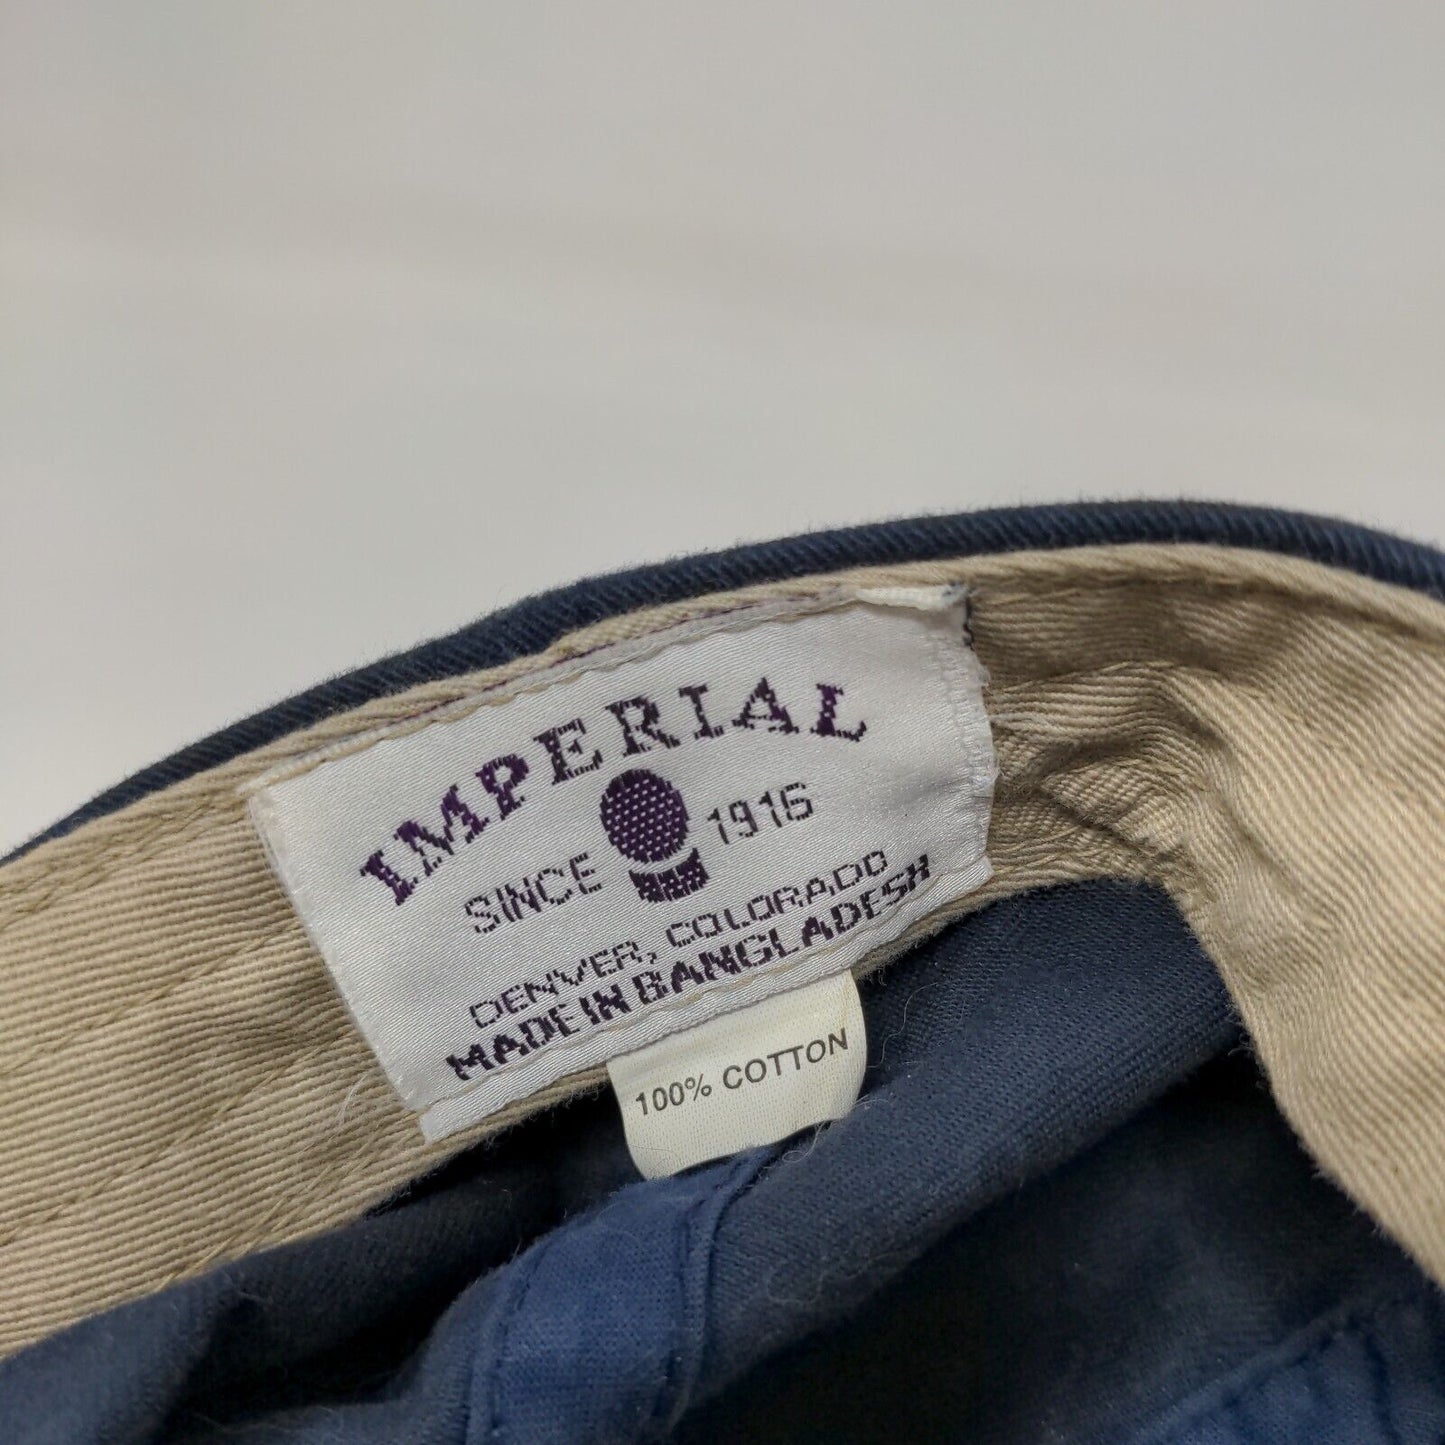 IMPERIAL
SINCE 1916
DENVER, COLORADO
MADE IN BANGLADESH
100% COTTON